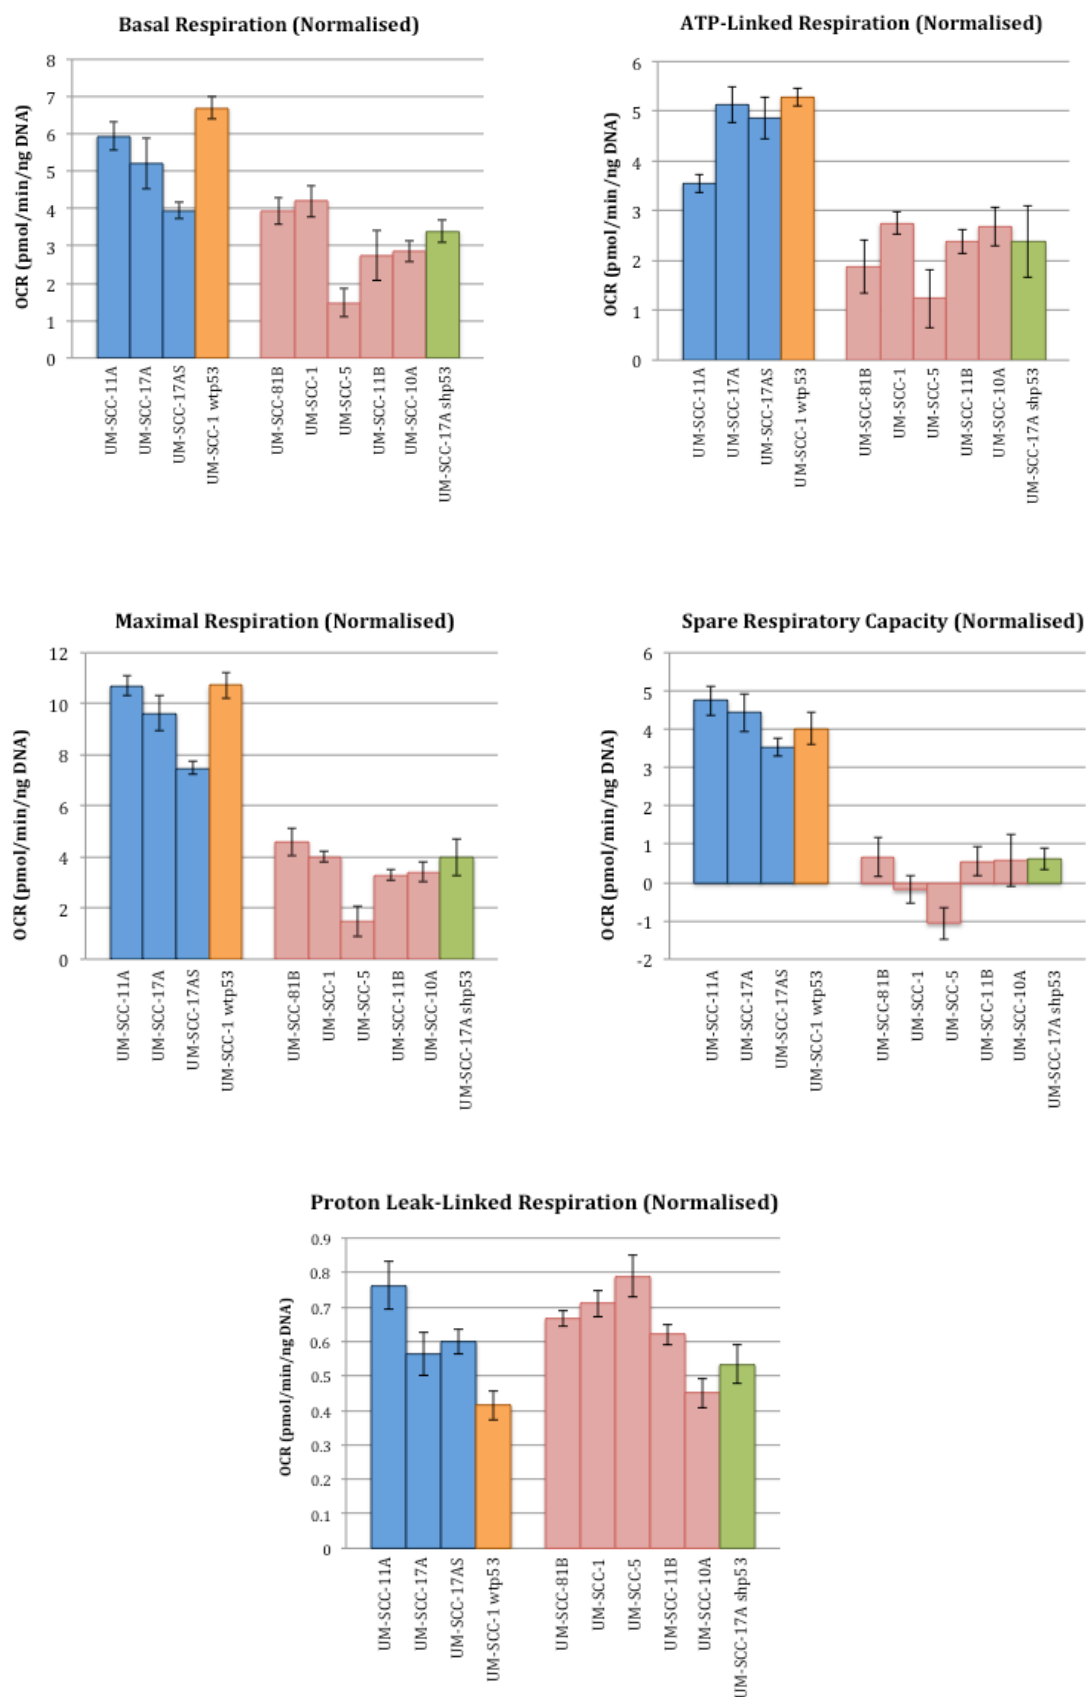 Basal Respiration (Normalised)
OCR (pmol/min/ng DNA)
8
7
6
5
4
3
2
1
0
UM-SCC-11A
UM-SCC-17A
UM-SCC-17AS
UM-SCC-1 wtp53
UM-SCC-81B
UM-SCC-1
UM-SCC-5
UM-SCC-11B
UM-SCC-10A
UM-SCC-17A shp53
ATP-Linked Respiration (Normalised)
OCR (pmol/min/ng DNA)
6
5
4
3
2
1
0
UM-SCC-11A
UM-SCC-17A
UM-SCC-17AS
UM-SCC-1 wtp53
UM-SCC-81B
UM-SCC-1
UM-SCC-5
UM-SCC-11B
UM-SCC-10A
UM-SCC-17A shp53
Maximal Respiration (Normalised)
OCR (pmol/min/ng DNA)
12
10
8
6
4
2
0
UM-SCC-11A
UM-SCC-17A
UM-SCC-17AS
UM-SCC-1 wtp53
UM-SCC-81B
UM-SCC-1
UM-SCC-5
UM-SCC-11B
UM-SCC-10A
UM-SCC-17A shp53
Spare Respiratory Capacity (Normalised)
OCR (pmol/min/ng DNA)
6
5
4
3
2
1
0
-1
-2
UM-SCC-11A
UM-SCC-17A
UM-SCC-17AS
UM-SCC-1 wtp53
UM-SCC-81B
UM-SCC-1
UM-SCC-5
UM-SCC-11B
UM-SCC-10A
UM-SCC-17A shp53
Proton Leak-Linked Respiration (Normalised)
OCR (pmol/min/ng DNA)
0.9
0.8
0.7
0.6
0.5
0.4
0.3
0.2
0.1
0
UM-SCC-11A
UM-SCC-17A
UM-SCC-17AS
UM-SCC-1 wtp53
UM-SCC-81B
UM-SCC-1
UM-SCC-5
UM-SCC-11B
UM-SCC-10A
UM-SCC-17A shp53